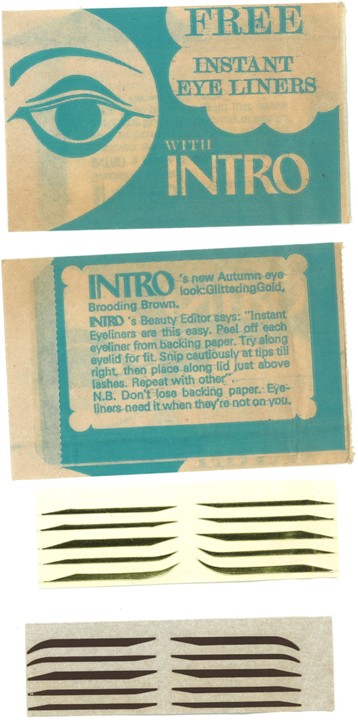 FREE
INSTANT
EYE LINERS
WITH
INTRO
INTRO 's new Autumn eye
look:GlitteringGold,
Brooding Brown.
INTRO 's Beauty Editor says: "Instant
Eyeliners are this easy. Peel off each
eyeliner from backing paper. Try along
eyelid for fit. Snip cautiously at tips till
right, then place along lid just above
lashes. Repeat with other".
N.B. Don't lose backing paper. Eye-
liners need it when they're not on you.